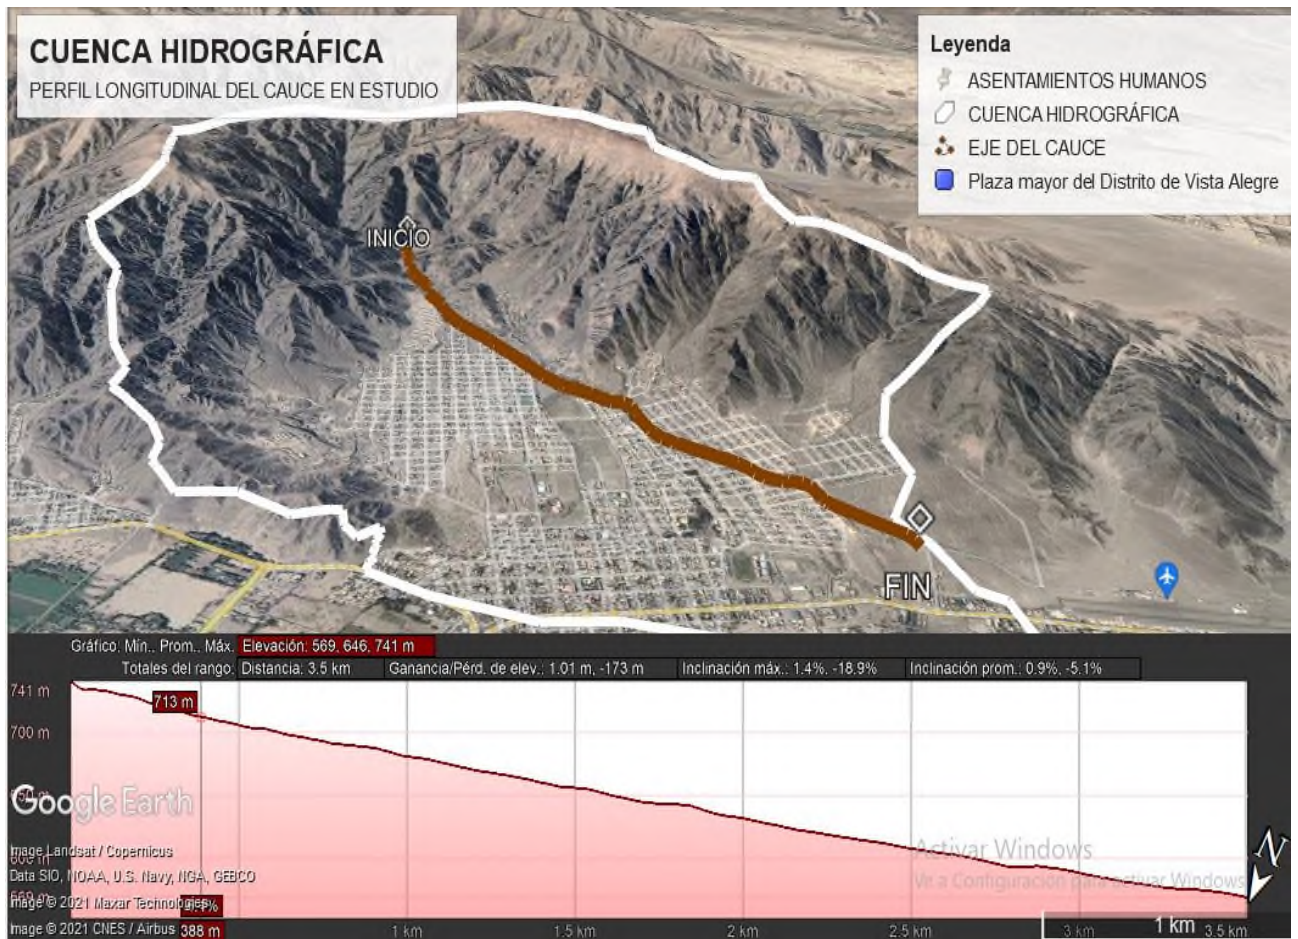 CUENCA HIDROGRÁFICA
PERFIL LONGITUDINAL DEL CAUCE EN ESTUDIO
Leyenda
ASENTAMIENTOS HUMANOS
CUENCA HIDROGRÁFICA
EJE DEL CAUCE
Plaza mayor del Distrito de Vista Alegre
INICIO
FIN
Gráfico: Mín., Prom., Máx. Elevación: 569, 646, 741 m
Totales del rango: Distancia: 3.5 km Ganancia/Pérd. de elev.: 1.01 m, -173 m Inclinación máx.: 1.4%, -18.9% Inclinación prom.: 0.9%, -5.1%
741 m
713 m
700 m
Google Earth
Activar Windows
Image Landsat / Copernicus
Ve a Configuración para activar Windows
Data SIO, NOAA, U.S. Navy, NGA, GEBCO
N
Image © 2021 Maxar Technologies
Image © 2021 CNES / Airbus 388 m 1 km 1.5 km 2 km 2.5 km 3 km 1 km 3.5 km